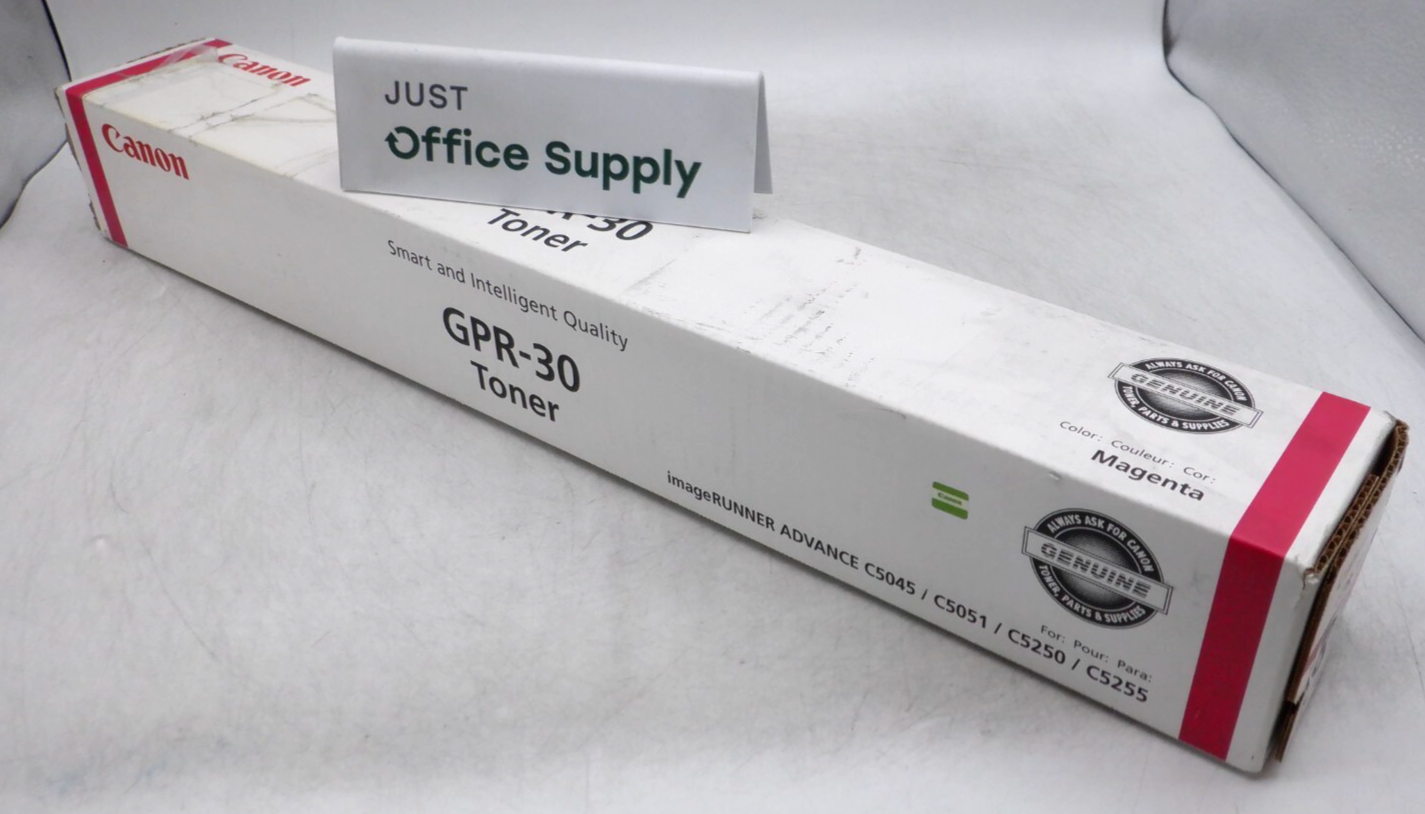 Canon
Canon
JUST
Office Supply
-30
Toner
Smart and Intelligent Quality
GPR-30
Toner
ALWAYS ASK FOR CANON
GENUINE
TONER, PARTS & SUPPLIES
Color: Couleur: Cor:
Magenta
Canon
ALWAYS ASK FOR CANON
GENUINE
TONER, PARTS & SUPPLIES
For: Pour: Para:
imageRUNNER ADVANCE C5045 / C5051 / C5250 / C5255